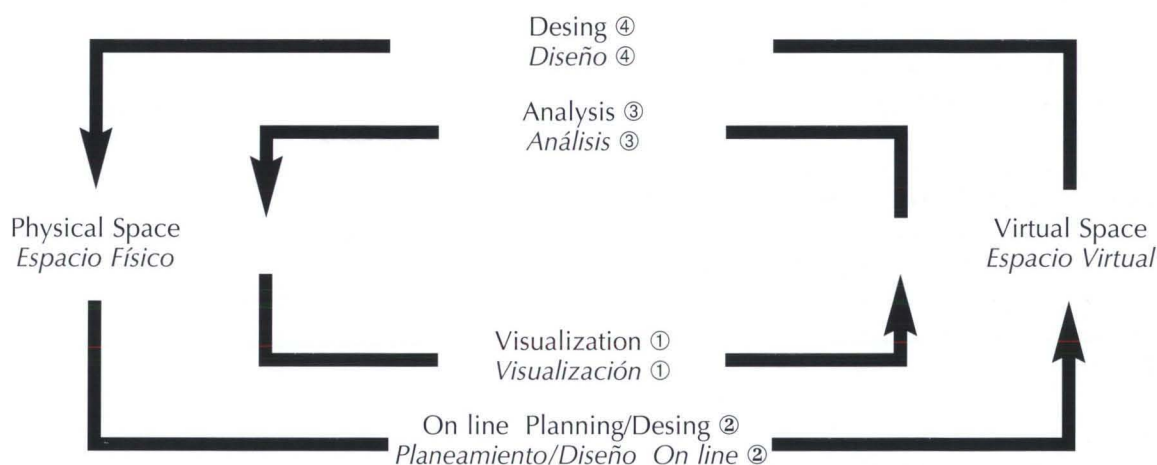 Desing ④
Diseño ④
Analysis ③
Análisis ③
Physical Space
Espacio Físico
Virtual Space
Espacio Virtual
Visualization ①
Visualización ①
On line Planning/Desing ②
Planeamiento/Diseño On line ②